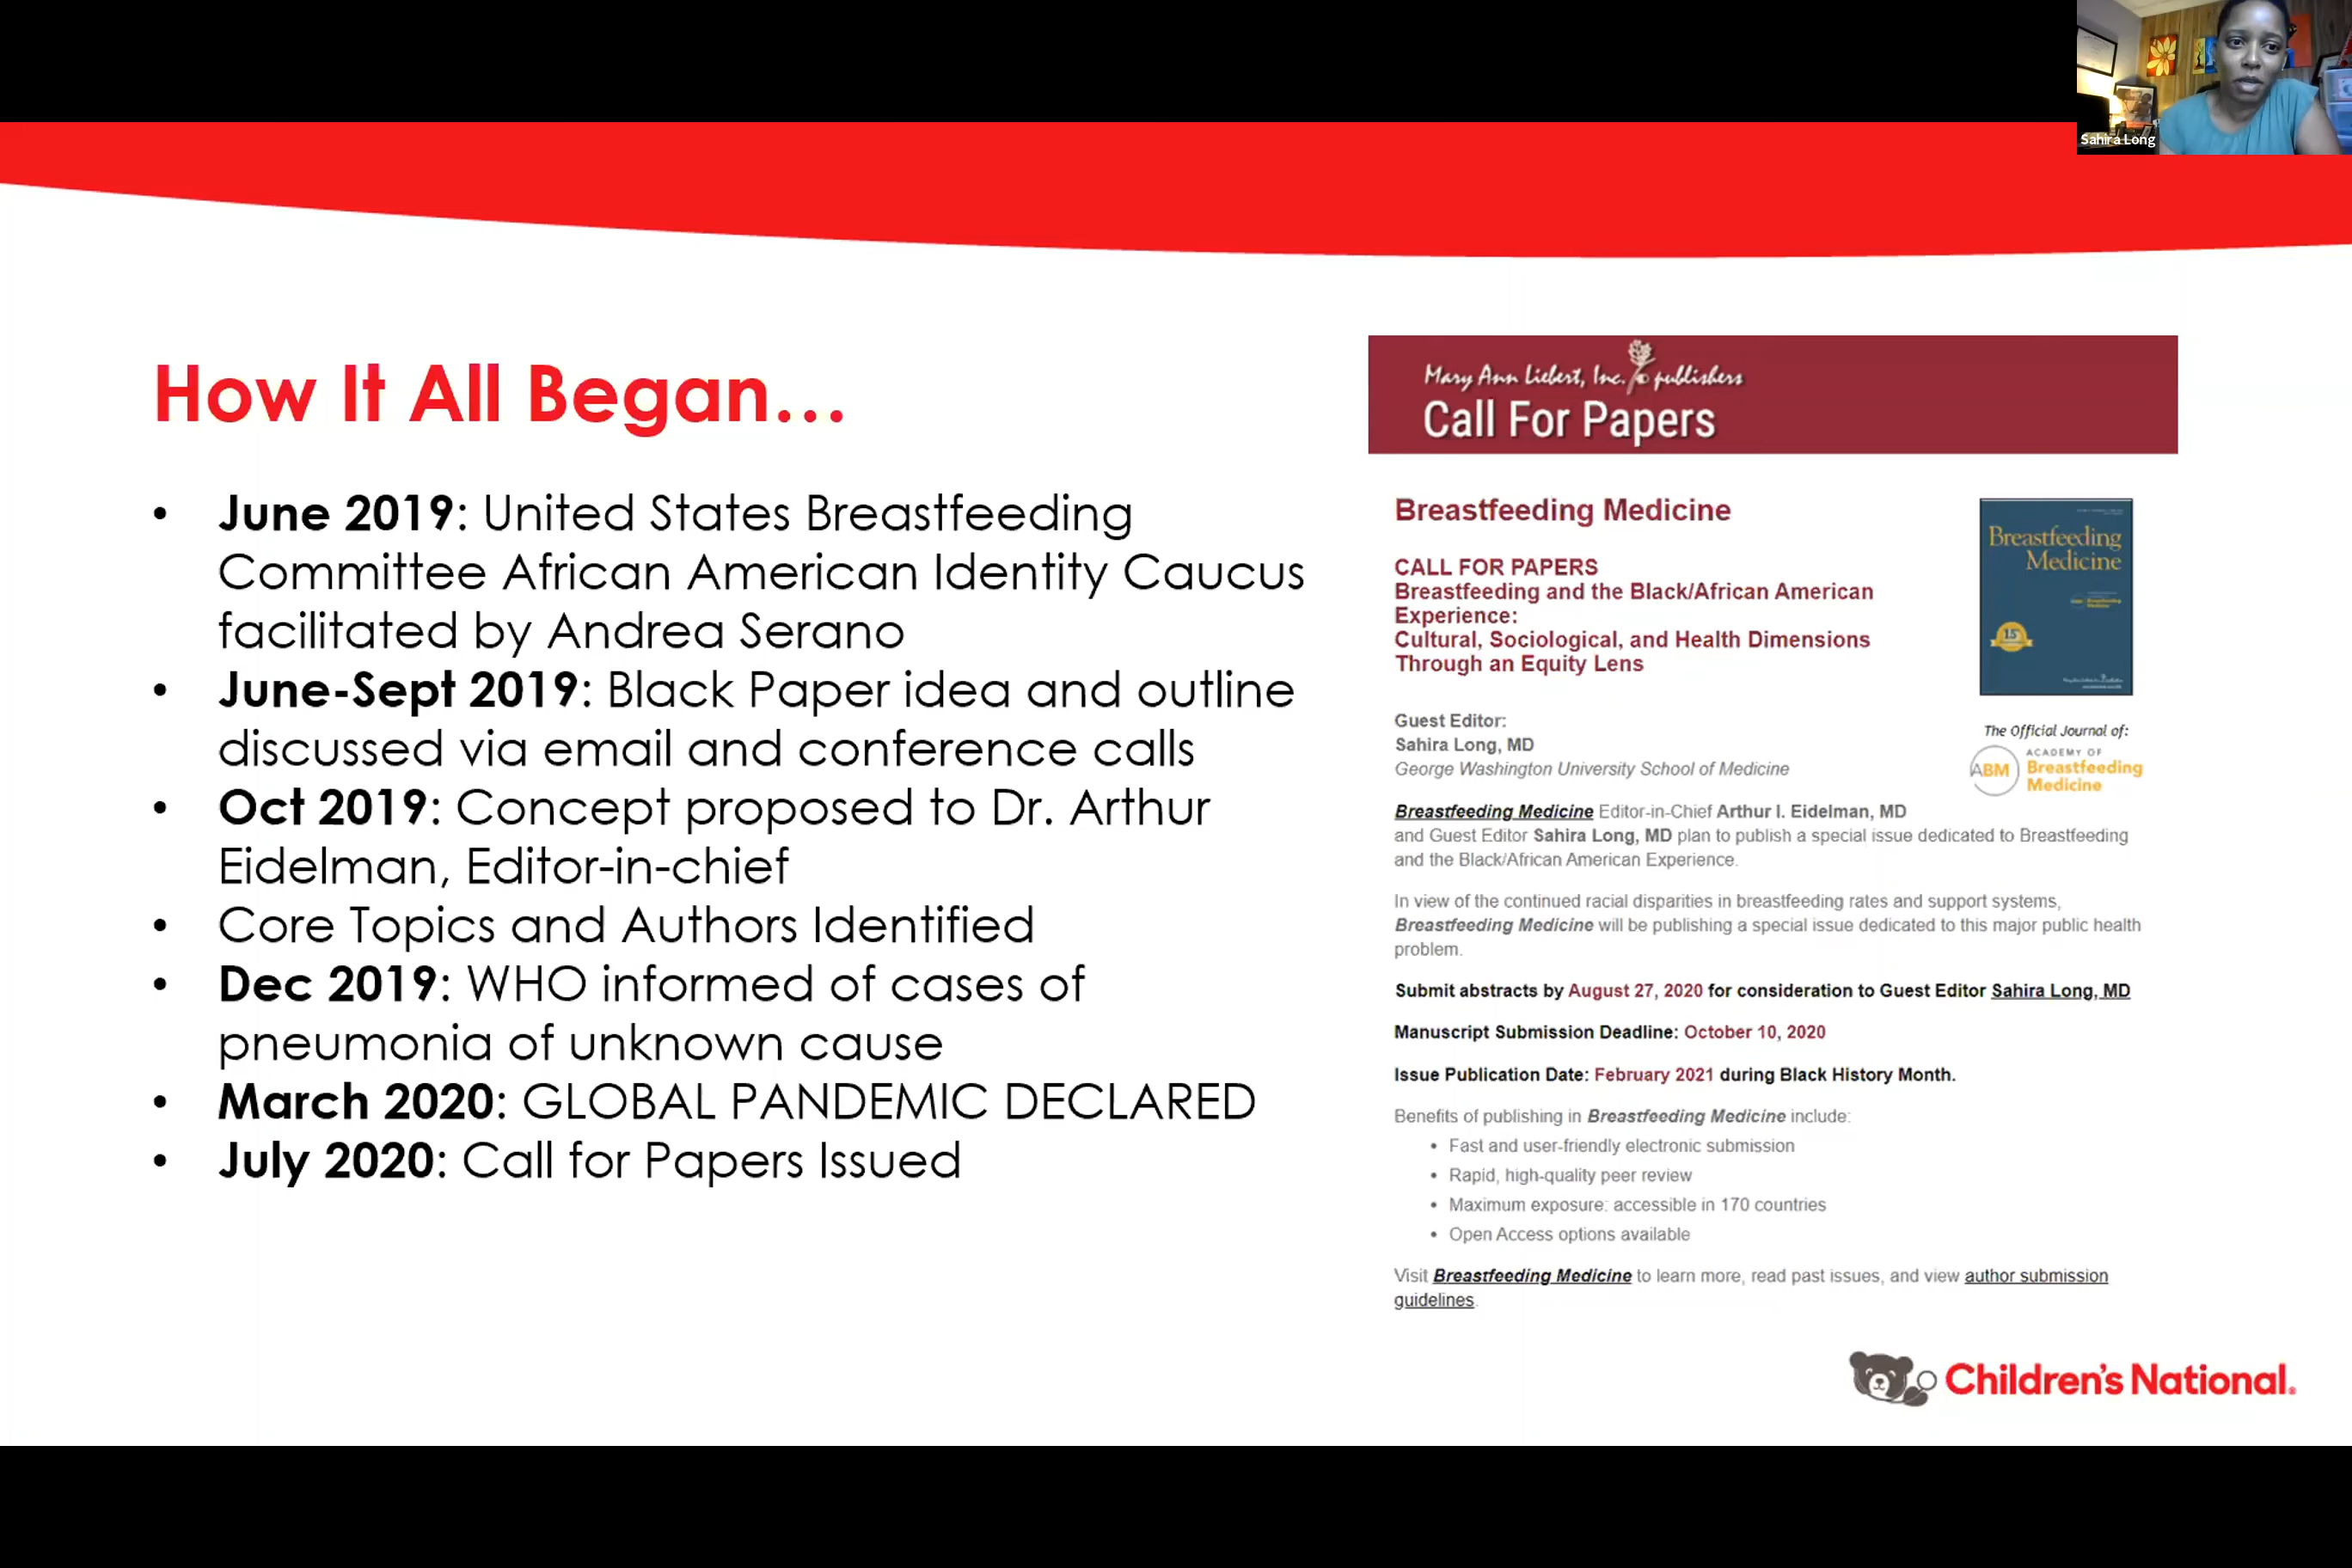 Sahira Long
How It All Began...
• June 2019: United States Breastfeeding
Committee African American Identity Caucus
facilitated by Andrea Serano
• June-Sept 2019: Black Paper idea and outline
discussed via email and conference calls
• Oct 2019: Concept proposed to Dr. Arthur
Eidelman, Editor-in-chief
• Core Topics and Authors Identified
• Dec 2019: WHO informed of cases of
pneumonia of unknown cause
• March 2020: GLOBAL PANDEMIC DECLARED
• July 2020: Call for Papers Issued
Mary Ann Liebert, Inc. publishers
Call For Papers
Breastfeeding Medicine
CALL FOR PAPERS
Breastfeeding and the Black/African American
Experience:
Cultural, Sociological, and Health Dimensions
Through an Equity Lens
Breastfeeding
Medicine
15
Guest Editor:
Sahira Long, MD
George Washington University School of Medicine
The Official Journal of:
ABM
ACADEMY OF
Breastfeeding
Medicine
Breastfeeding Medicine Editor-in-Chief Arthur I. Eidelman, MD
and Guest Editor Sahira Long, MD plan to publish a special issue dedicated to Breastfeeding
and the Black/African American Experience.
In view of the continued racial disparities in breastfeeding rates and support systems,
Breastfeeding Medicine will be publishing a special issue dedicated to this major public health
problem.
Submit abstracts by August 27, 2020 for consideration to Guest Editor Sahira Long, MD
Manuscript Submission Deadline: October 10, 2020
Issue Publication Date: February 2021 during Black History Month.
Benefits of publishing in Breastfeeding Medicine include:
• Fast and user-friendly electronic submission
• Rapid, high-quality peer review
• Maximum exposure: accessible in 170 countries
• Open Access options available
Visit Breastfeeding Medicine to learn more, read past issues, and view author submission
guidelines.
Children's National.